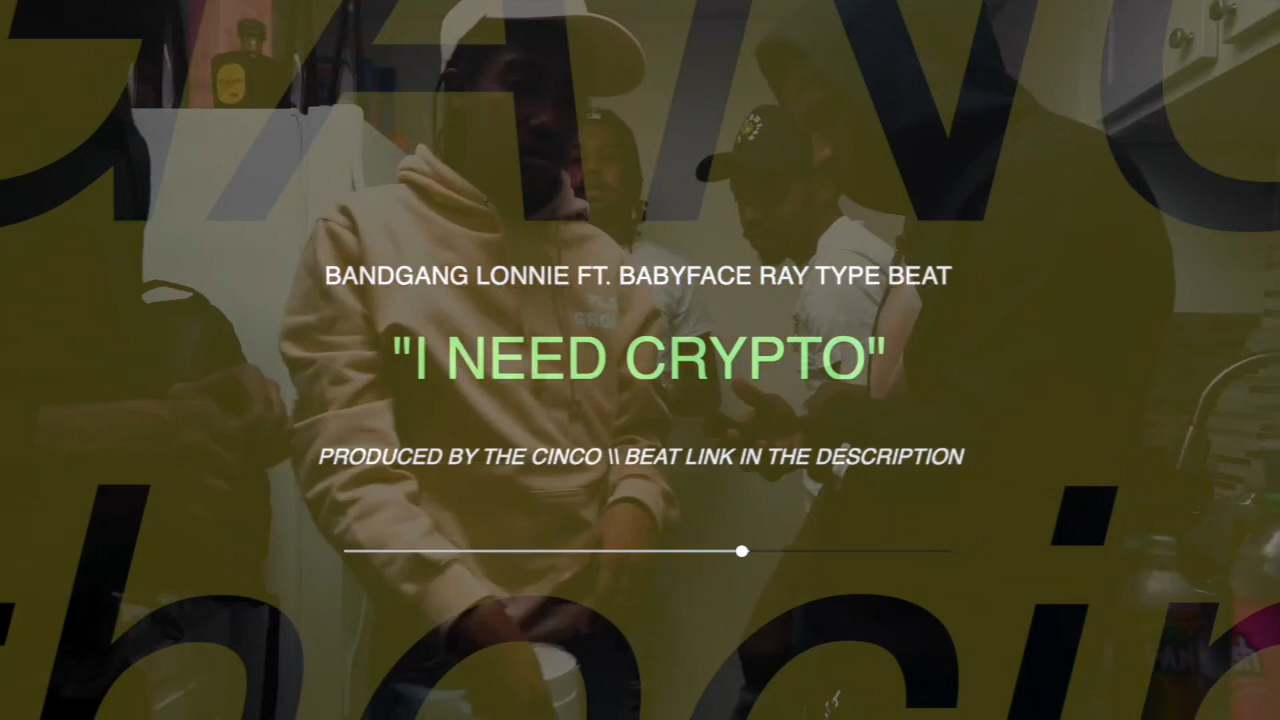 BANDGANG LONNIE FT. BABYFACE RAY TYPE BEAT
"I NEED CRYPTO"
PRODUCED BY THE CINCO \\ BEAT LINK IN THE DESCRIPTION